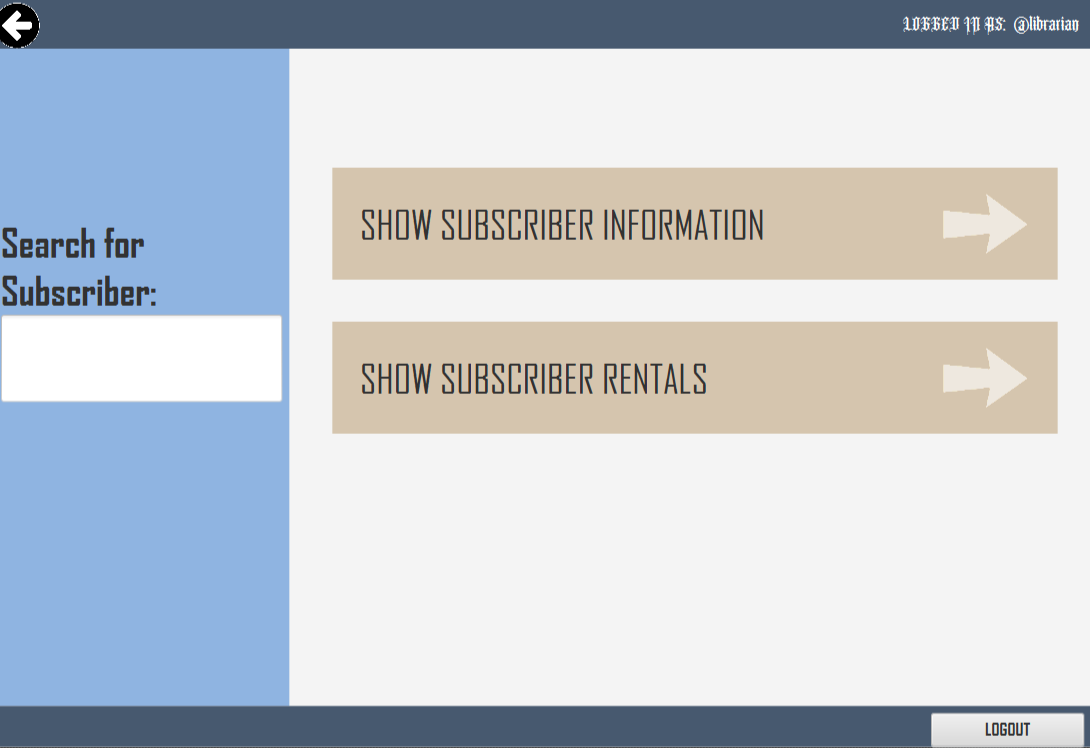 LOGGED IN AS: @librarian
Search for
Subscriber:
SHOW SUBSCRIBER INFORMATION
SHOW SUBSCRIBER RENTALS
LOGOUT